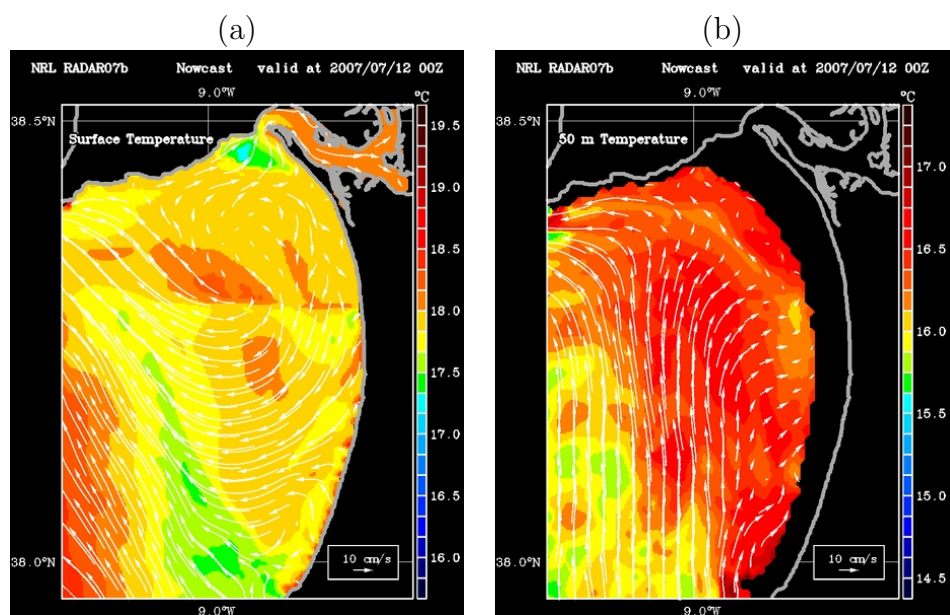 (a)
(b)
NRL RADAR07b Nowcast valid at 2007/07/12 00Z
9.0°W
°C
38.5°N
Surface Temperature
19.5
19.0
18.5
18.0
17.5
17.0
16.5
16.0
38.0°N
10 cm/s
9.0°W
NRL RADAR07b Nowcast valid at 2007/07/12 00Z
9.0°W
°C
38.5°N
50 m Temperature
17.0
16.5
16.0
15.5
15.0
14.5
38.0°N
10 cm/s
9.0°W